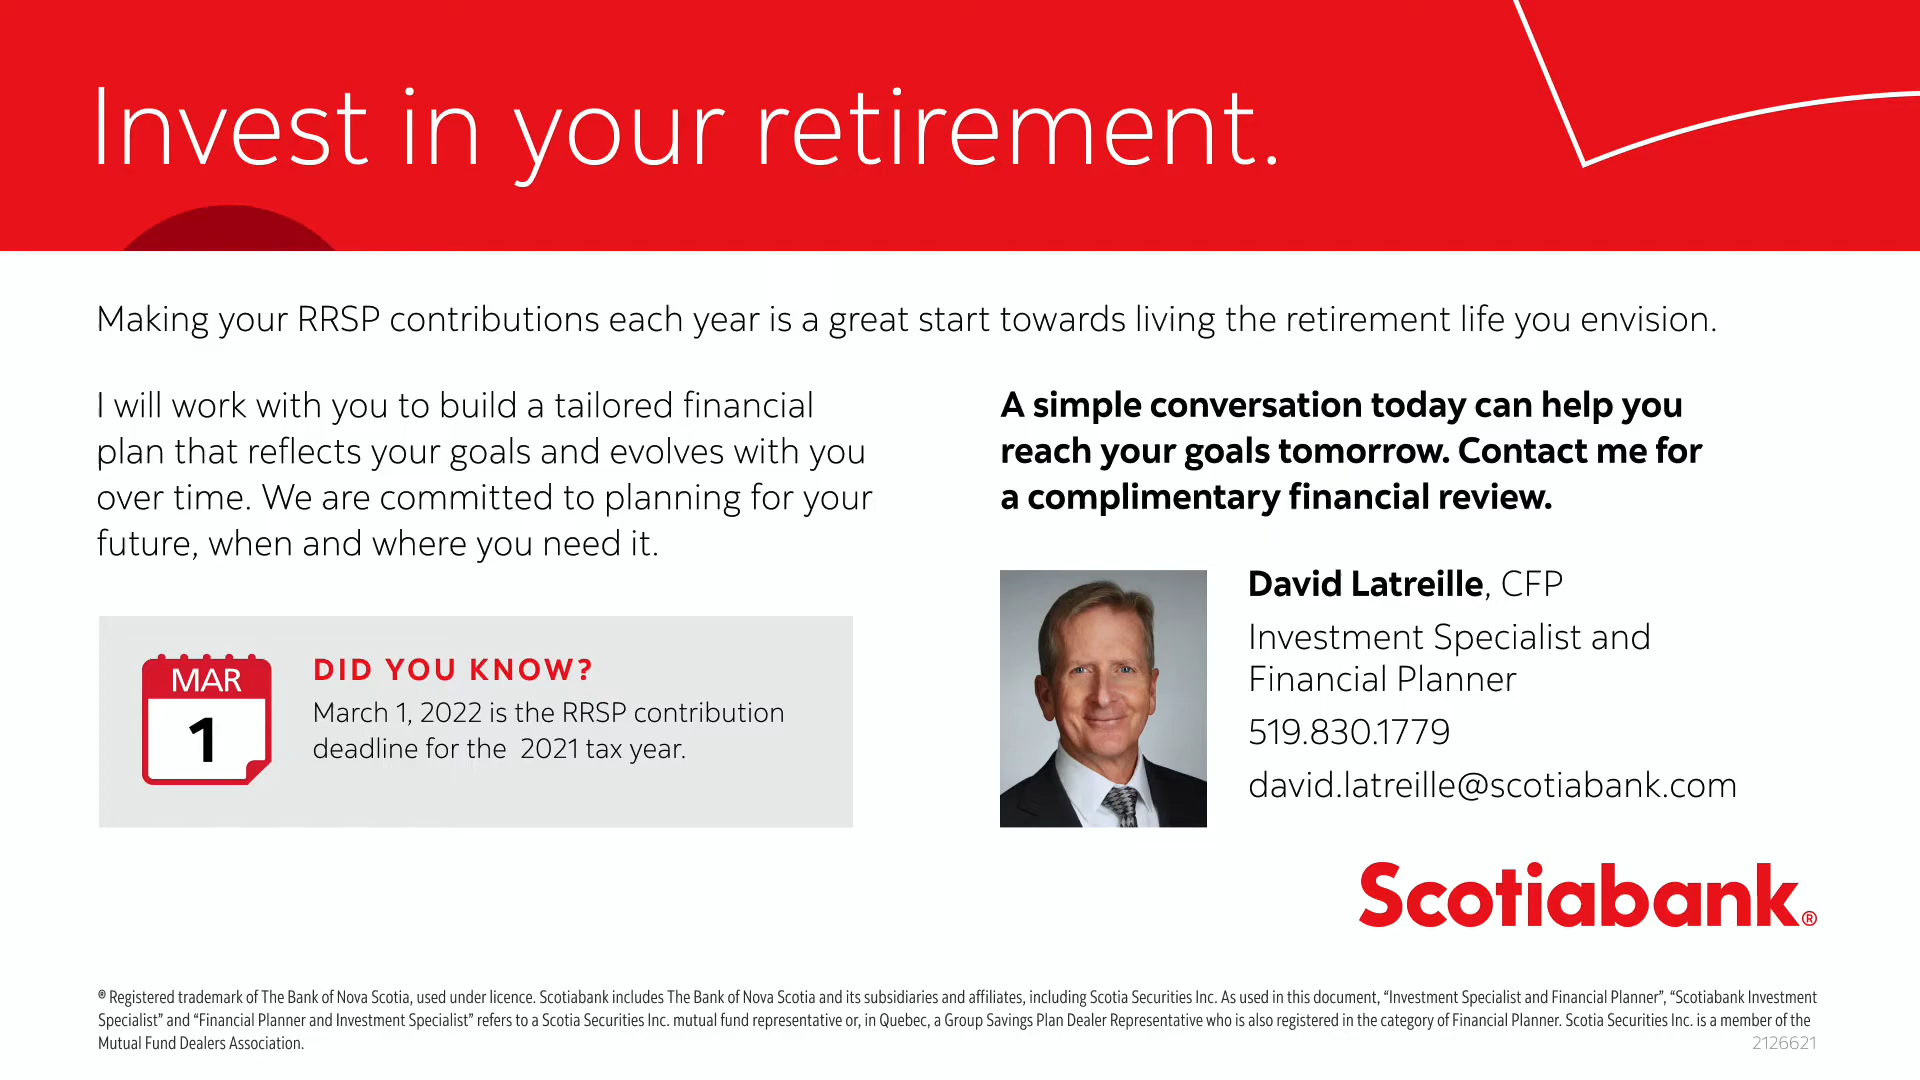 Invest in your retirement.
Making your RRSP contributions each year is a great start towards living the retirement life you envision.
I will work with you to build a tailored financial
plan that reflects your goals and evolves with you
over time. We are committed to planning for your
future, when and where you need it.
MAR
1
DID YOU KNOW?
March 1, 2022 is the RRSP contribution
deadline for the  2021 tax year.
A simple conversation today can help you
reach your goals tomorrow. Contact me for
a complimentary financial review.
David Latreille, CFP
Investment Specialist and
Financial Planner
519.830.1779
david.latreille@scotiabank.com
Scotiabank®
® Registered trademark of The Bank of Nova Scotia, used under licence. Scotiabank includes The Bank of Nova Scotia and its subsidiaries and affiliates, including Scotia Securities Inc. As used in this document, “Investment Specialist and Financial Planner”, “Scotiabank Investment
Specialist” and “Financial Planner and Investment Specialist” refers to a Scotia Securities Inc. mutual fund representative or, in Quebec, a Group Savings Plan Dealer Representative who is also registered in the category of Financial Planner. Scotia Securities Inc. is a member of the
Mutual Fund Dealers Association.
2126621